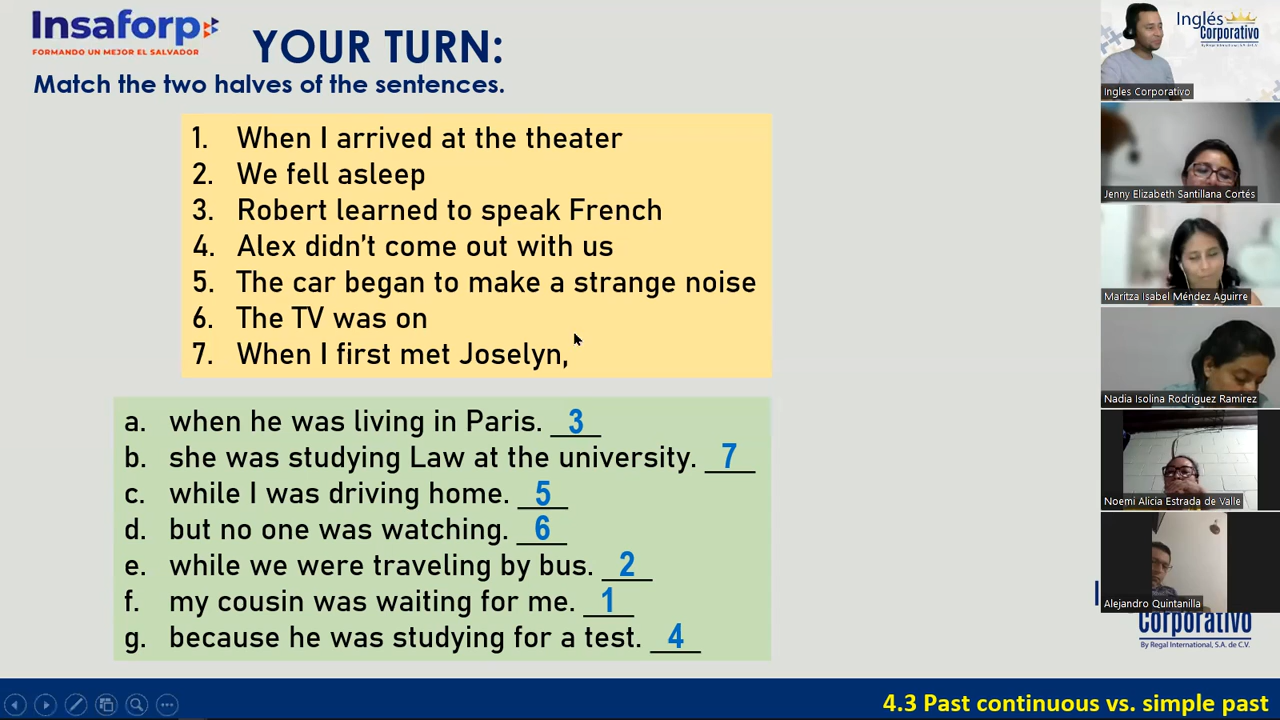 Insaforp
FORMANDO UN MEJOR EL SALVADOR
YOUR TURN:
Match the two halves of the sentences.
1. When I arrived at the theater
2. We fell asleep
3. Robert learned to speak French
4. Alex didn't come out with us
5. The car began to make a strange noise
6. The TV was on
7. When I first met Joselyn,
a. when he was living in Paris. 3
b. she was studying Law at the university. 7
c. while I was driving home. 5
d. but no one was watching. 6
e. while we were traveling by bus. 2
f. my cousin was waiting for me. 1
g. because he was studying for a test. 4
4.3 Past continuous vs. simple past
Inglés
Corporativo
By Regal International, S.A. de C.V.
Ingles Corporativo
Jenny Elizabeth Santillana Cortés
Maritza Isabel Méndez Aguirre
Nadia Isolina Rodriguez Ramirez
Noemi Alicia Estrada de Valle
Alejandro Quintanilla
Corporativo
By Regal International, S.A. de C.V.